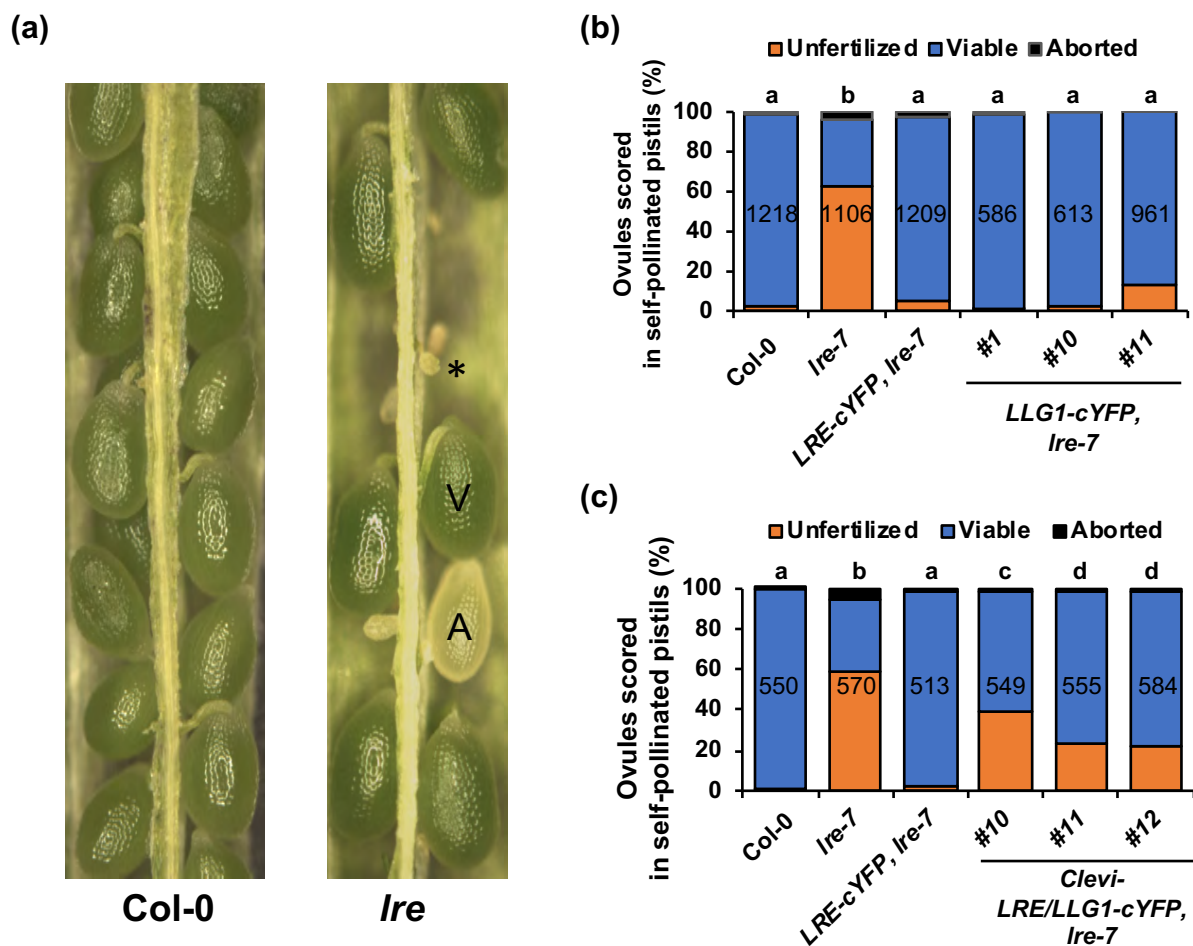 (a)
*
V
A
Col-0
lre
(b)
Unfertilized Viable Aborted
Ovules scored
in self-pollinated pistils (%)
a b a a a a
100
80
60
40
20
0
1218 1106 1209 586 613 961
Col-0
lre-7
LRE-cYFP, lre-7
#1
#10
#11
LLG1-cYFP,
lre-7
(c)
Unfertilized Viable Aborted
Ovules scored
in self-pollinated pistils (%)
a b a c d d
100
80
60
40
20
0
550 570 513 549 555 584
Col-0
lre-7
LRE-cYFP, lre-7
#10
#11
#12
Clevi-
LRE/LLG1-cYFP,
lre-7